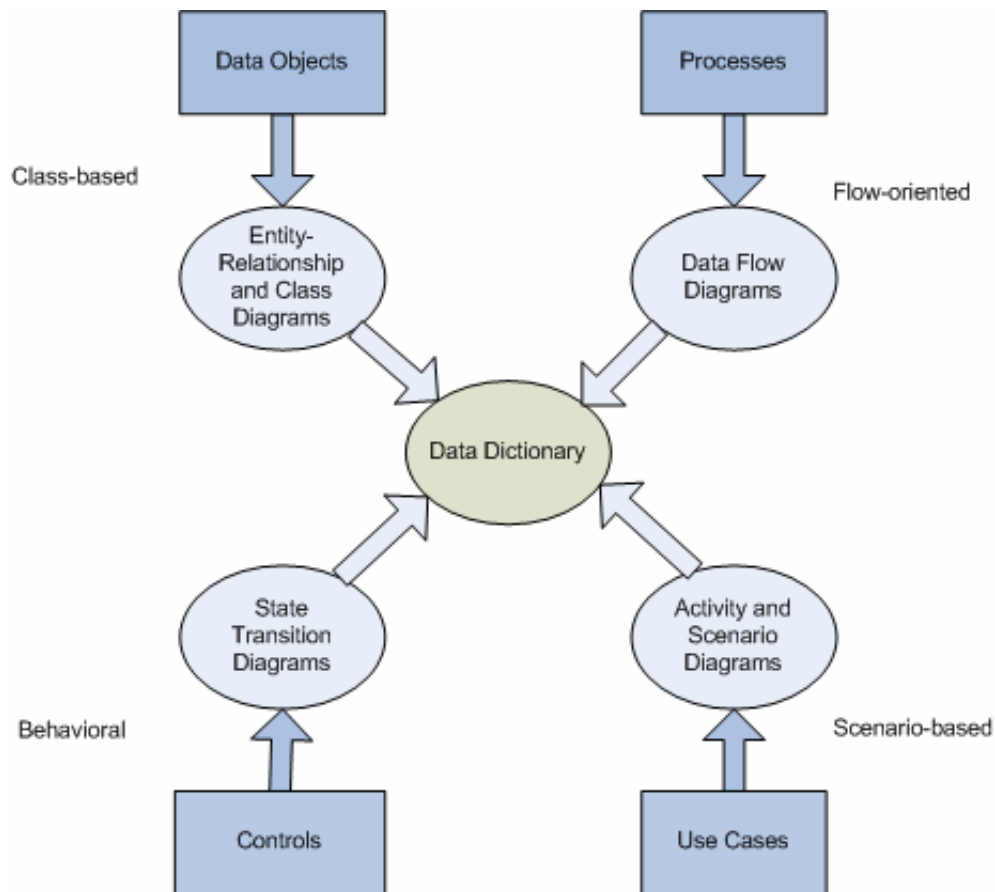 Data Objects
Processes
Class-based
Flow-oriented
Entity-
Relationship
and Class
Diagrams
Data Flow
Diagrams
Data Dictionary
State
Transition
Diagrams
Activity and
Scenario
Diagrams
Behavioral
Scenario-based
Controls
Use Cases